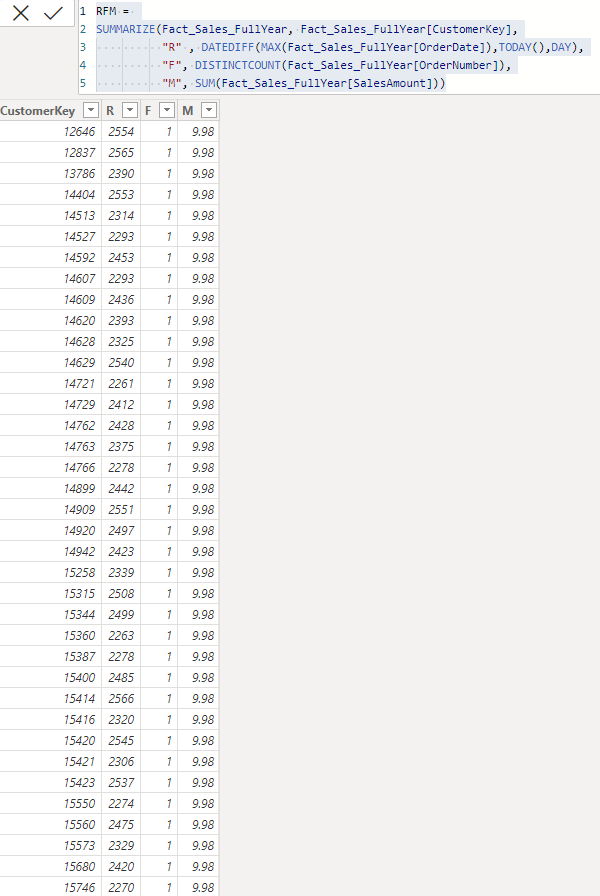 1 RFM =
2 SUMMARIZE(Fact_Sales_FullYear, Fact_Sales_FullYear[CustomerKey],
3 "R" , DATEDIFF(MAX(Fact_Sales_FullYear[OrderDate]),TODAY(),DAY),
4 "F", DISTINCTCOUNT(Fact_Sales_FullYear[OrderNumber]),
5 "M", SUM(Fact_Sales_FullYear[SalesAmount]))
CustomerKey R F M
12646 2554 1 9.98
12837 2565 1 9.98
13786 2390 1 9.98
14404 2553 1 9.98
14513 2314 1 9.98
14527 2293 1 9.98
14592 2453 1 9.98
14607 2293 1 9.98
14609 2436 1 9.98
14620 2393 1 9.98
14628 2325 1 9.98
14629 2540 1 9.98
14721 2261 1 9.98
14729 2412 1 9.98
14762 2428 1 9.98
14763 2375 1 9.98
14766 2278 1 9.98
14899 2442 1 9.98
14909 2551 1 9.98
14920 2497 1 9.98
14942 2423 1 9.98
15258 2339 1 9.98
15315 2508 1 9.98
15344 2499 1 9.98
15360 2263 1 9.98
15387 2278 1 9.98
15400 2485 1 9.98
15414 2566 1 9.98
15416 2320 1 9.98
15420 2545 1 9.98
15421 2306 1 9.98
15423 2537 1 9.98
15550 2274 1 9.98
15560 2475 1 9.98
15573 2329 1 9.98
15680 2420 1 9.98
15746 2270 1 9.98